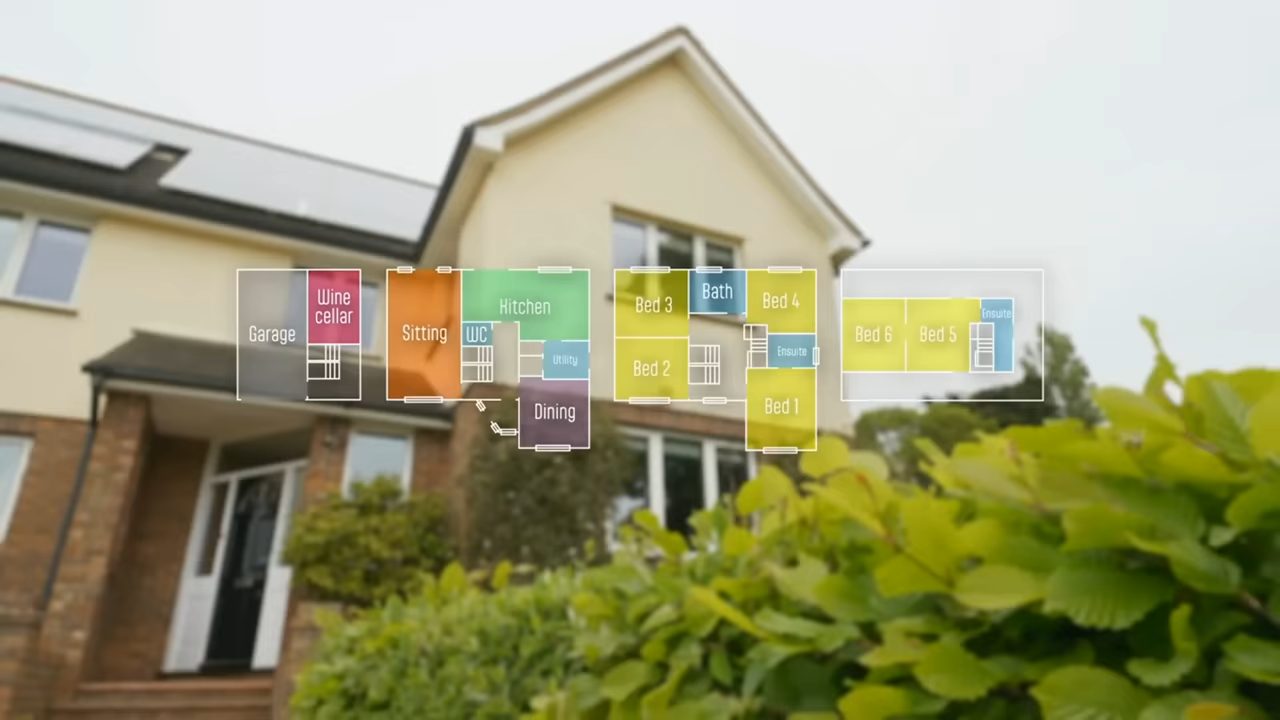 Garage
Wine
cellar
Sitting
Kitchen
WC
Utility
Dining
Bed 3
Bath
Bed 4
Bed 2
Ensuite
Bed 1
Bed 6
Bed 5
Ensuite